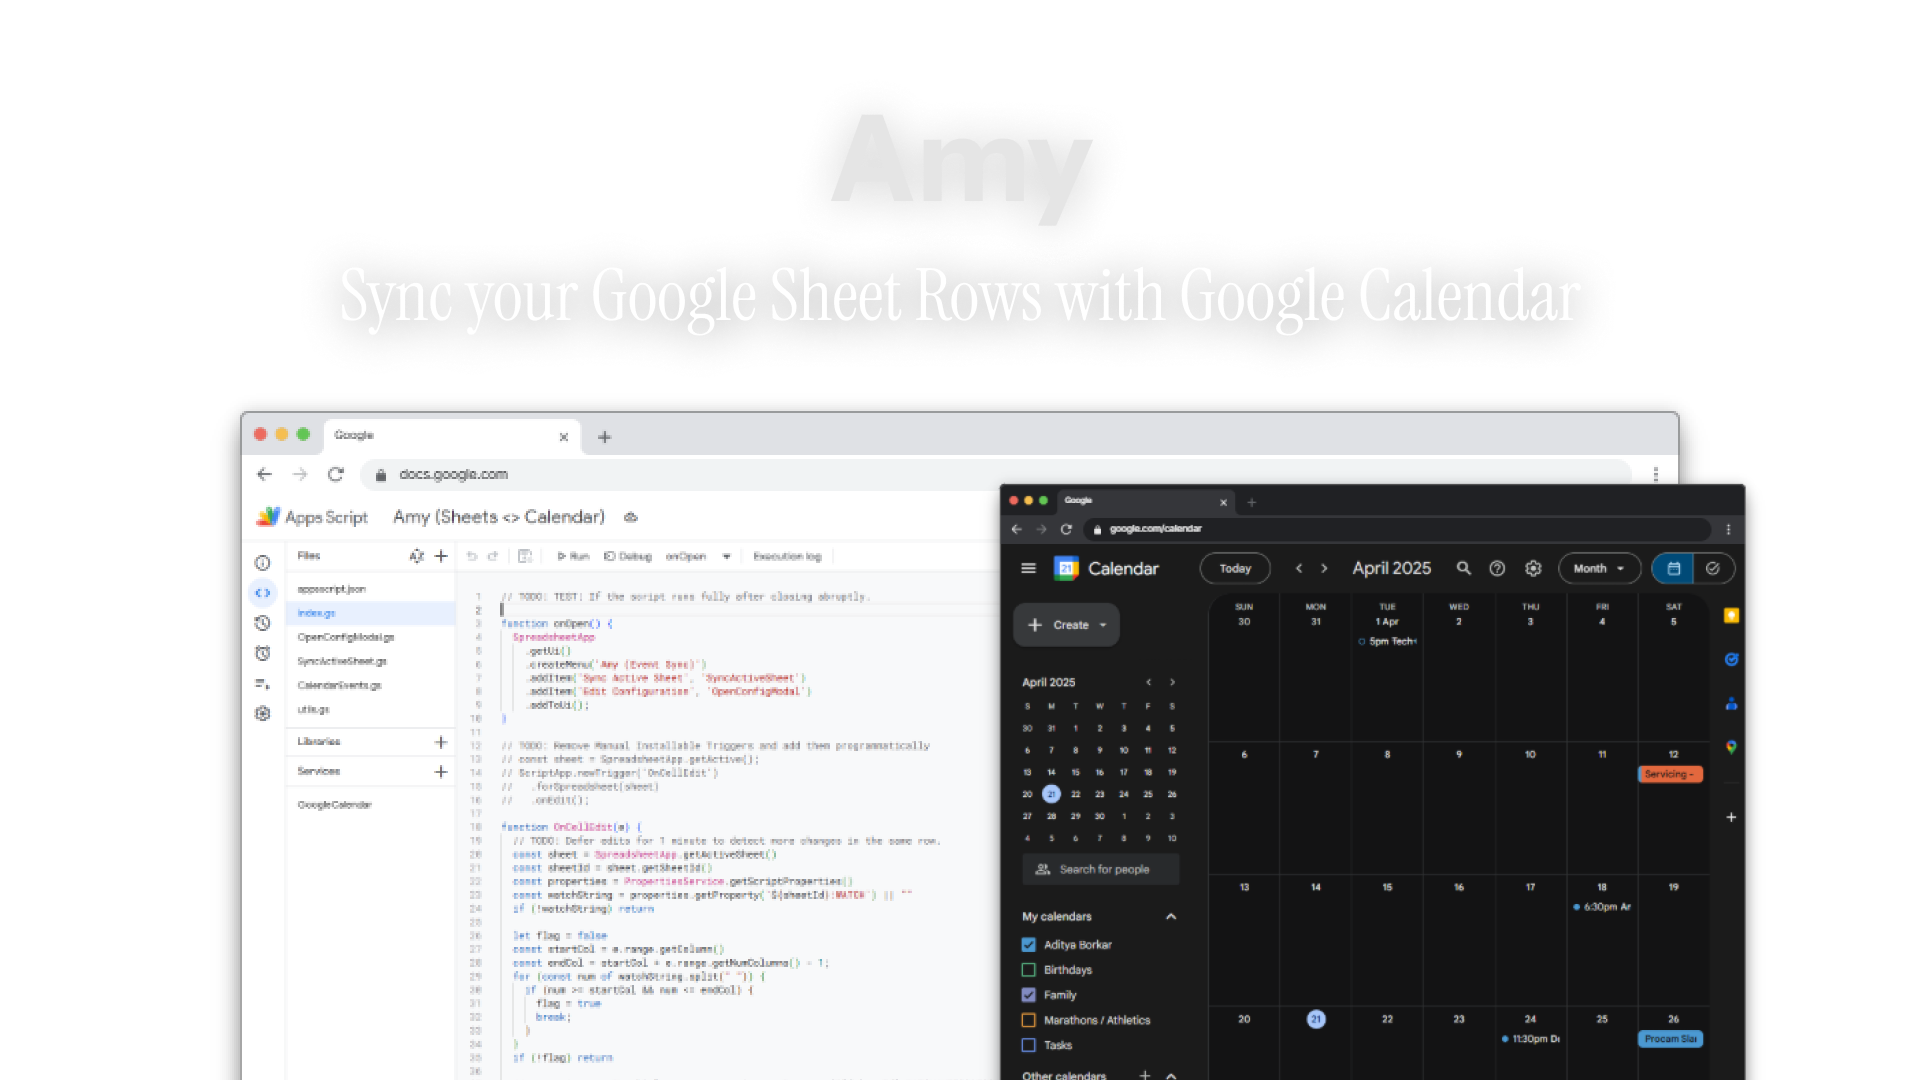 Amy
Sync your Google Sheet Rows with Google Calendar
Google
docs.google.com
Apps Script Amy (Sheets <> Calendar)
Files
Run Debug onOpen Execution log
appsscript.json
index.gs
OpenConfigModal.gs
SyncActiveSheet.gs
CalendarEvents.gs
utils.gs
Libraries
Services
GoogleCalendar
1 // TODO: TEST: If the script runs fully after closing abruptly.
2
3 function onOpen() {
4 SpreadsheetApp
5 .getUi()
6 .createMenu('Amy (Event Sync)')
7 .addItem('Sync Active Sheet', 'SyncActiveSheet')
8 .addItem('Edit Configuration', 'OpenConfigModal')
9 .addToUi();
10 }
11
12 // TODO: Remove Manual Installable Triggers and add them programmatically
13 // const sheet = SpreadsheetApp.getActive();
14 // ScriptApp.newTrigger('OnCellEdit')
15 // .forSpreadsheet(sheet)
16 // .onEdit();
17
18 function OnCellEdit(e) {
19 // TODO: Defer edits for 1 minute to detect more changes in the same row.
20 const sheet = SpreadsheetApp.getActiveSheet()
21 const sheetId = sheet.getSheetId()
22 const properties = PropertiesService.getScriptProperties()
23 const watchString = properties.getProperty(`${sheetId}:WATCH`) || ""
24 if (!watchString) return
25
26 let flag = false
27 const startCol = e.range.getColumn()
28 const endCol = startCol + e.range.getNumColumns() - 1;
29 for (const num of watchString.split(" ")) {
30 if (num >= startCol && num <= endCol) {
31 flag = true
32 break;
33 }
34 }
35 if (!flag) return
36
Google
google.com/calendar
21 Calendar Today April 2025 Month
Create
April 2025
S M T W T F S
30 31 1 2 3 4 5
6 7 8 9 10 11 12
13 14 15 16 17 18 19
20 21 22 23 24 25 26
27 28 29 30 1 2 3
4 5 6 7 8 9 10
Search for people
My calendars
Aditya Borkar
Birthdays
Family
Marathons / Athletics
Tasks
Other calendars
SUN MON TUE WED THU FRI SAT
30 31 1 Apr 2 3 4 5
5pm Tech
6 7 8 9 10 11 12
Servicing -
13 14 15 16 17 18 19
6:30pm
20 21 22 23 24 25 26
11:30pm
Procam